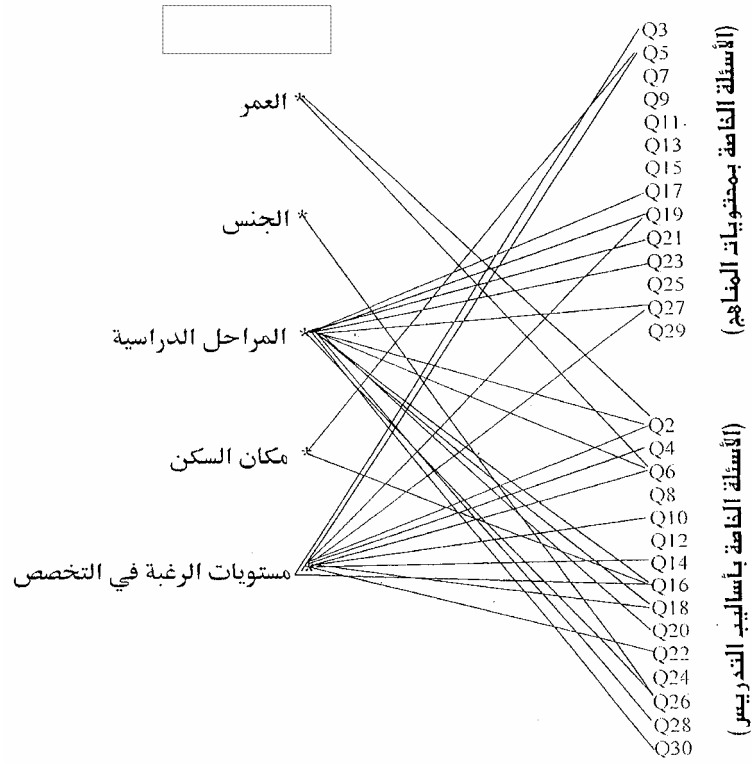 (الأسئلة الخاصة بمحتويات المناهج)
Q3
Q5
Q7
Q9
Q11
Q13
Q15
Q17
Q19
Q21
Q23
Q25
Q27
Q29
* العمر
* الجنس
* المراحل الدراسية
* مكان السكن
* مستويات الرغبة في التخصص
(الأسئلة الخاصة بأساليب التدريس)
Q2
Q4
Q6
Q8
Q10
Q12
Q14
Q16
Q18
Q20
Q22
Q24
Q26
Q28
Q30